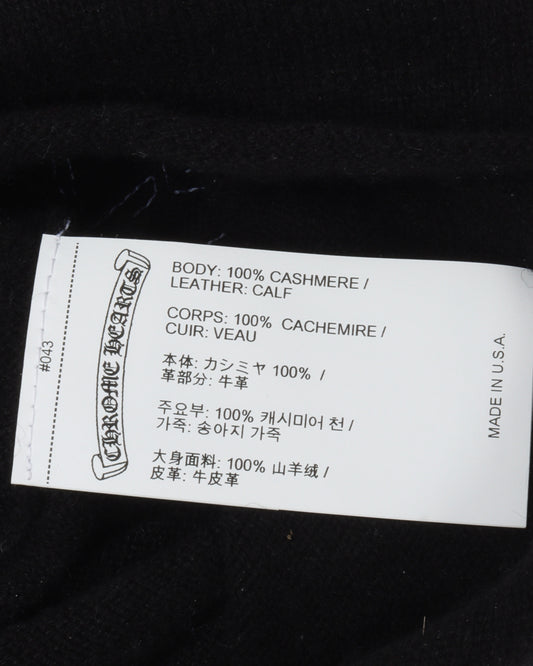 #043
CHROME HEARTS
BODY: 100% CASHMERE /
LEATHER: CALF
CORPS: 100% CACHEMIRE /
CUIR: VEAU
本体: カシミヤ 100% /
革部分: 牛革
주요부: 100% 캐시미어 천 /
가죽: 송아지 가죽
大身面料: 100% 山羊绒 /
皮革: 牛皮革
MADE IN U.S.A.